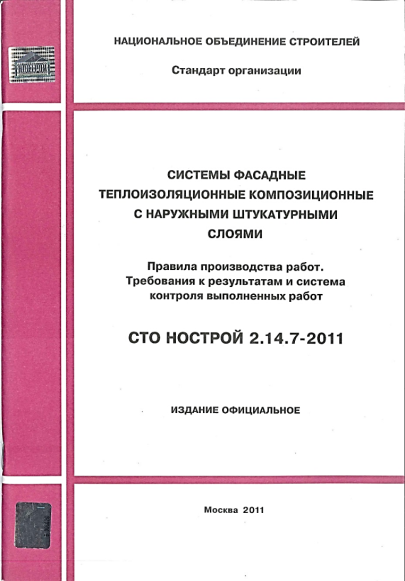 НАЦИОНАЛЬНОЕ ОБЪЕДИНЕНИЕ СТРОИТЕЛЕЙ
Стандарт организации
СИСТЕМЫ ФАСАДНЫЕ
ТЕПЛОИЗОЛЯЦИОННЫЕ КОМПОЗИЦИОННЫЕ
С НАРУЖНЫМИ ШТУКАТУРНЫМИ
СЛОЯМИ
Правила производства работ.
Требования к результатам и система
контроля выполненных работ
СТО НОСТРОЙ 2.14.7-2011
ИЗДАНИЕ ОФИЦИАЛЬНОЕ
Москва 2011